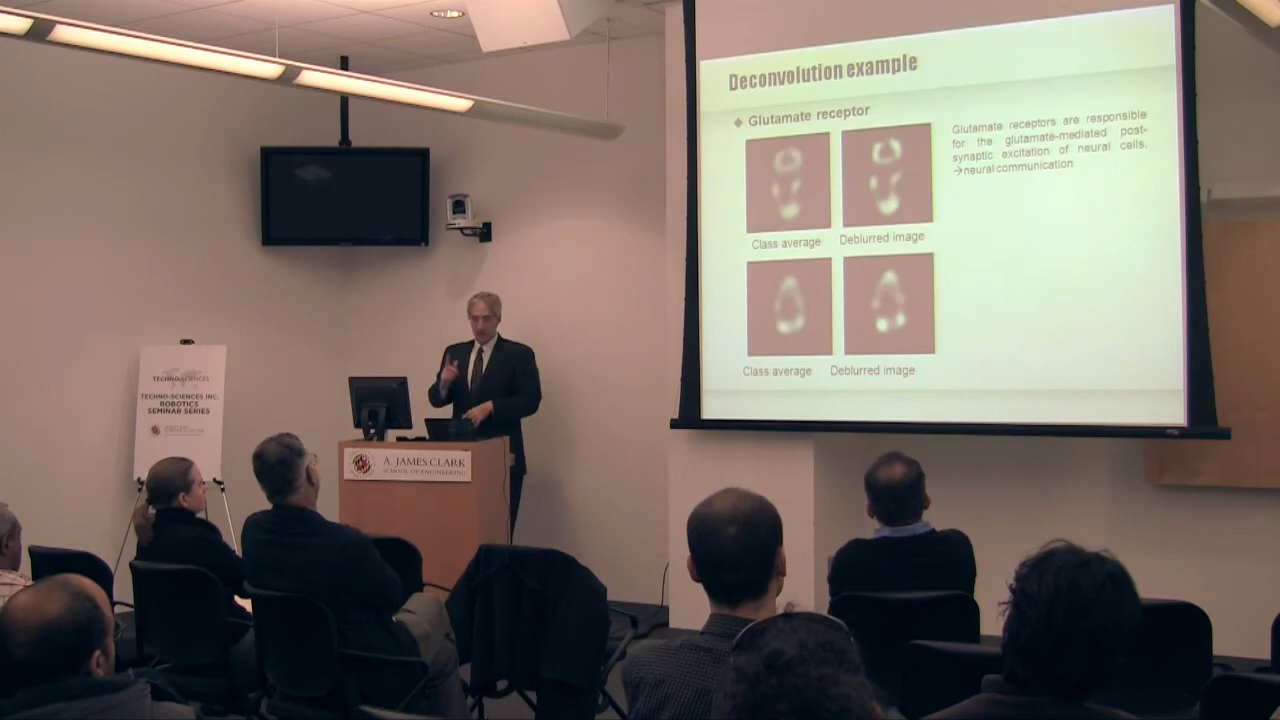 Deconvolution example
❖ Glutamate receptor
Glutamate receptors are responsible
for the glutamate-mediated post-
synaptic excitation of neural cells.
→neural communication
Class average
Deblurred image
Class average
Deblurred image
TECHNO-SCIENCES
TECHNO-SCIENCES INC.
ROBOTICS
SEMINAR SERIES
A. JAMES CLARK
SCHOOL OF ENGINEERING